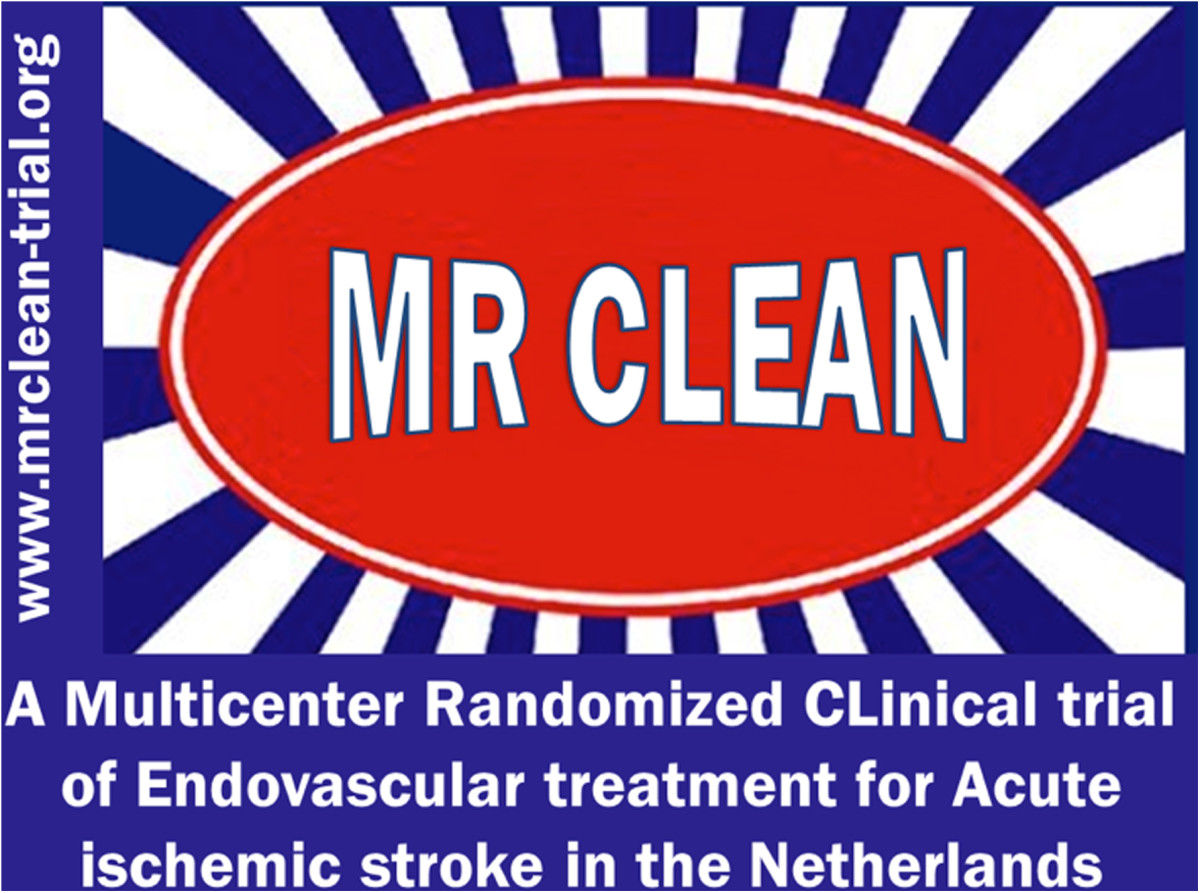 www.mrclean-trial.org
MR CLEAN
A Multicenter Randomized CLinical trial
of Endovascular treatment for Acute
ischemic stroke in the Netherlands